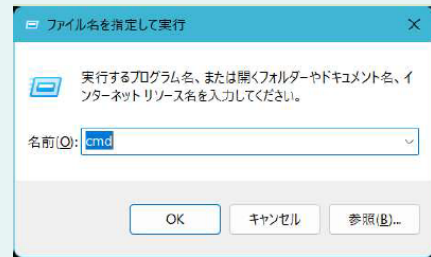 ファイル名を指定して実行
実行するプログラム名、または開くフォルダーやドキュメント名、イ
ンターネット リソース名を入力してください。
名前(O): cmd
OK キャンセル 参照(B)...